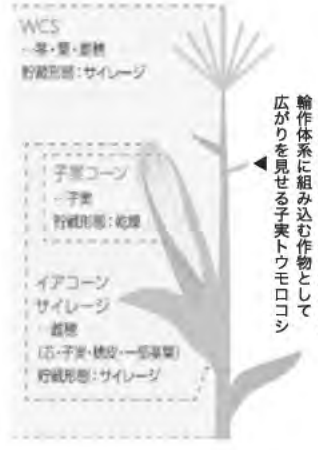 WCS
…茎・葉・雌穂
貯蔵形態：サイレージ
子実コーン
…子実
貯蔵形態：乾燥
イアコーン
サイレージ
…雌穂
（芯・子実・穂皮・一部茎葉）
貯蔵形態：サイレージ
◀輪作体系に組み込む作物として
広がりを見せる子実トウモロコシ